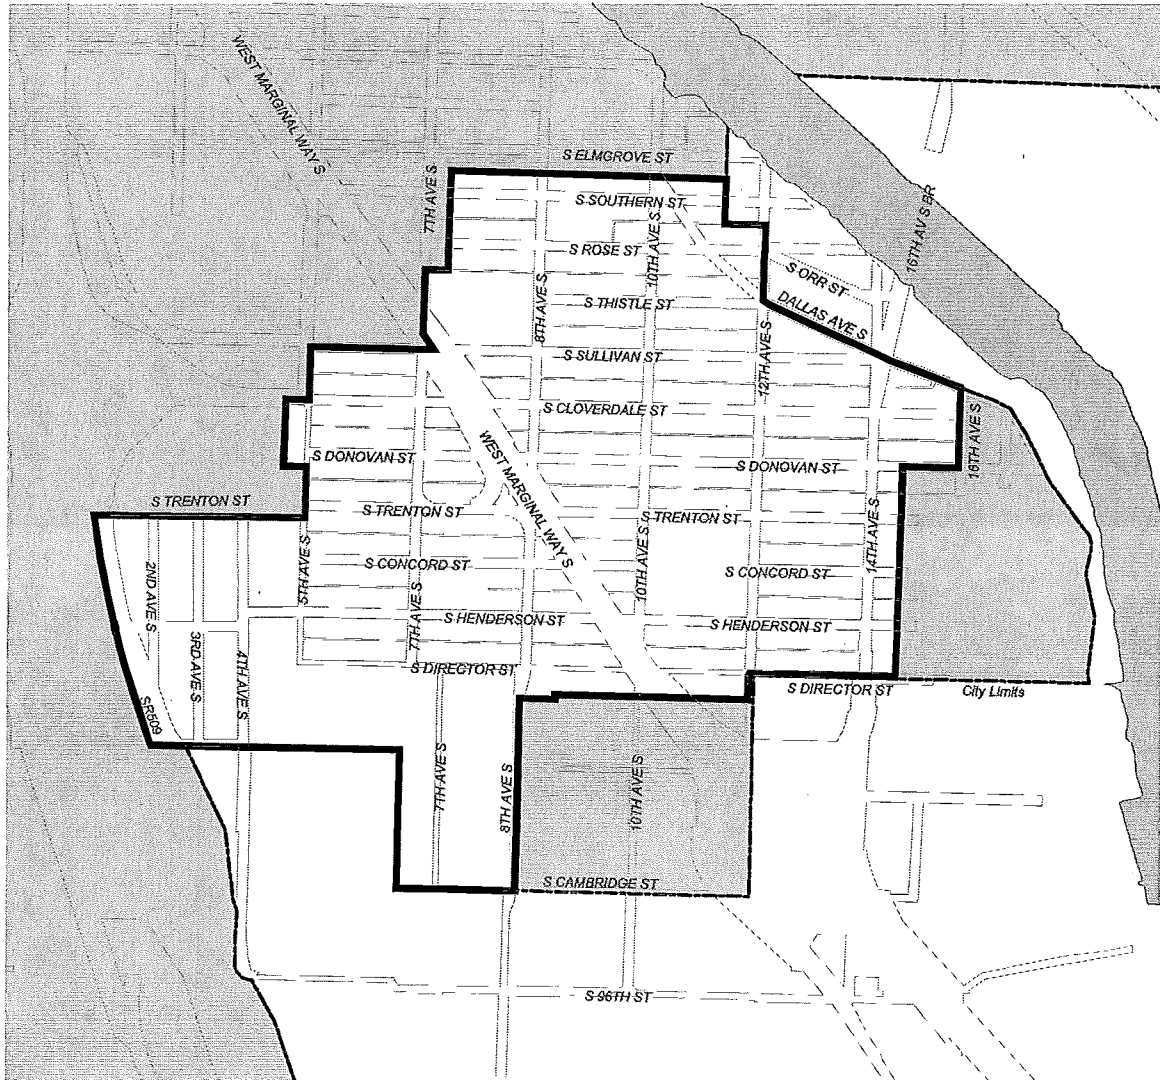 WEST MARGINAL WAY S
S ELMGROVE ST
7TH AVE S
S SOUTHERN ST
10TH AVE S
16TH AV S BR
S ROSE ST
S ORR ST
8TH AVE S
S THISTLE ST
DALLAS AVE S
S SULLIVAN ST
12TH AVE S
S CLOVERDALE ST
16TH AVE S
WEST MARGINAL WAY S
S DONOVAN ST
S DONOVAN ST
S TRENTON ST
S TRENTON ST
S TRENTON ST
14TH AVE S
5TH AVE S
10TH AVE S
2ND AVE S
S CONCORD ST
S CONCORD ST
7TH AVE S
S HENDERSON ST
S HENDERSON ST
3RD AVE S
4TH AVE S
S DIRECTOR ST
S DIRECTOR ST
City Limits
SR509
7TH AVE S
8TH AVE S
10TH AVE S
S CAMBRIDGE ST
S 96TH ST